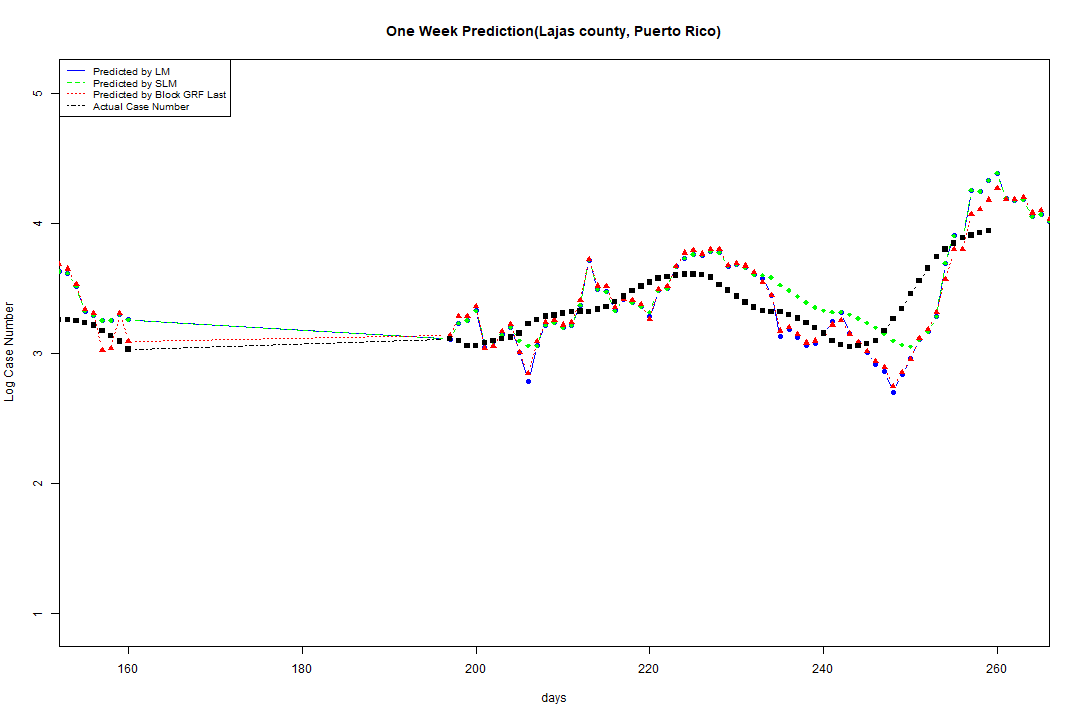 One Week Prediction(Lajas county, Puerto Rico)
Predicted by LM
Predicted by SLM
Predicted by Block GRF Last
Actual Case Number
5
4
3
2
1
Log Case Number
160
180
200
220
240
260
days